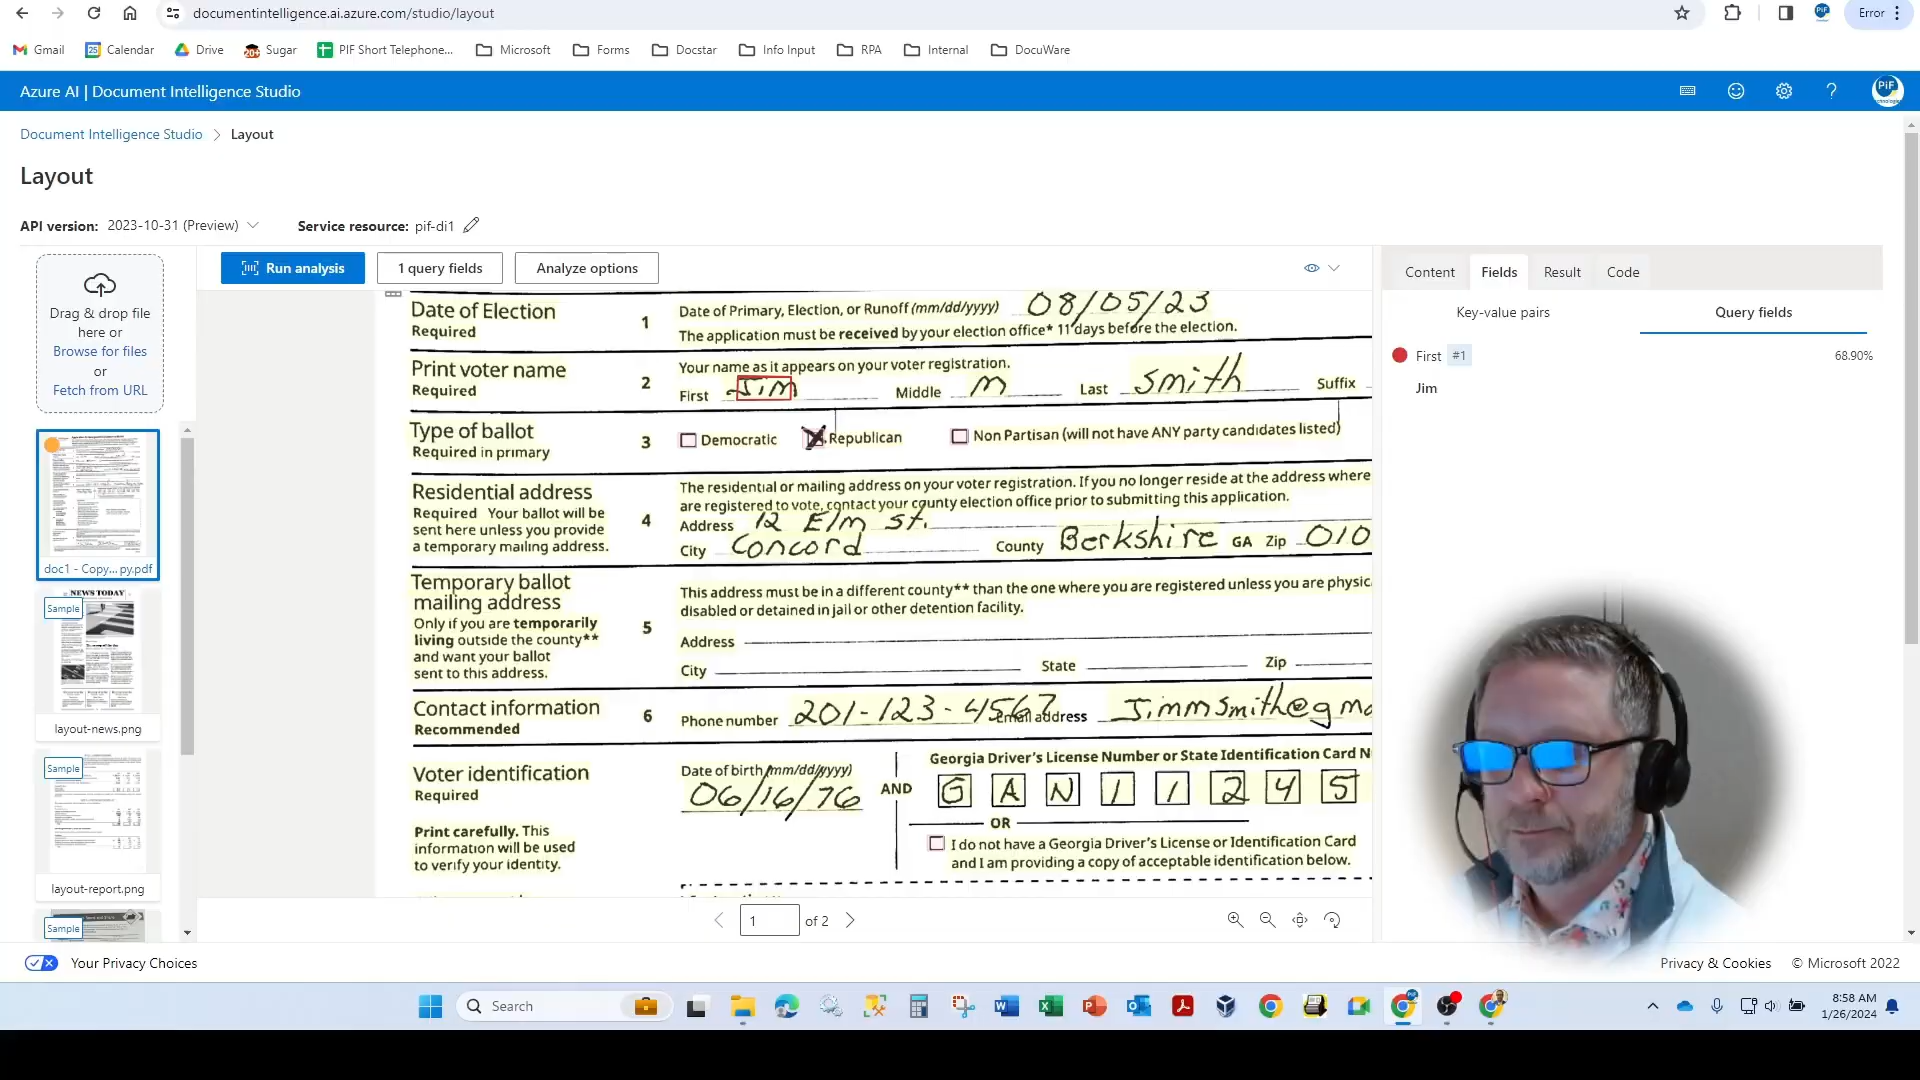 documentintelligence.ai.azure.com/studio/layout
Error
Gmail
Calendar
Drive
Sugar
PIF Short Telephone...
Microsoft
Forms
Docstar
Info Input
RPA
Internal
DocuWare
Azure AI | Document Intelligence Studio
Document Intelligence Studio > Layout
Layout
API version: 2023-10-31 (Preview)
Service resource: pif-di1
Drag & drop file
here or
Browse for files
or
Fetch from URL
doc1 - Copy...py.pdf
Sample
NEWS TODAY
layout-news.png
Sample
layout-report.png
Sample
Run analysis
1 query fields
Analyze options
Date of Election
Required
1
Date of Primary, Election, or Runoff (mm/dd/yyyy) 08/05/23
The application must be received by your election office* 11 days before the election.
Print voter name
Required
2
Your name as it appears on your voter registration.
First Jim Middle M Last Smith Suffix
Type of ballot
Required in primary
3
Democratic
Republican
Non Partisan (will not have ANY party candidates listed)
Residential address
Required Your ballot will be
sent here unless you provide
a temporary mailing address.
4
The residential or mailing address on your voter registration. If you no longer reside at the address where
are registered to vote, contact your county election office prior to submitting this application.
Address 12 Elm St.
City Concord County Berkshire GA Zip 010
Temporary ballot
mailing address
Only if you are temporarily
living outside the county**
and want your ballot
sent to this address.
5
This address must be in a different county** than the one where you are registered unless you are physic
disabled or detained in jail or other detention facility.
Address
City State Zip
Contact information
Recommended
6
Phone number 201-123-4567 Email address Jimmsmith@gma
Voter identification
Required
Print carefully. This
information will be used
to verify your identity.
Date of birth (mm/dd/yyyy)
06/16/76
AND
Georgia Driver's License Number or State Identification Card N
G A N 1 1 2 4 5
OR
I do not have a Georgia Driver's License or Identification Card
and I am providing a copy of acceptable identification below.
1 of 2
Content
Fields
Result
Code
Key-value pairs
Query fields
First #1 68.90%
Jim
Your Privacy Choices
Privacy & Cookies
© Microsoft 2022
Search
8:58 AM
1/26/2024